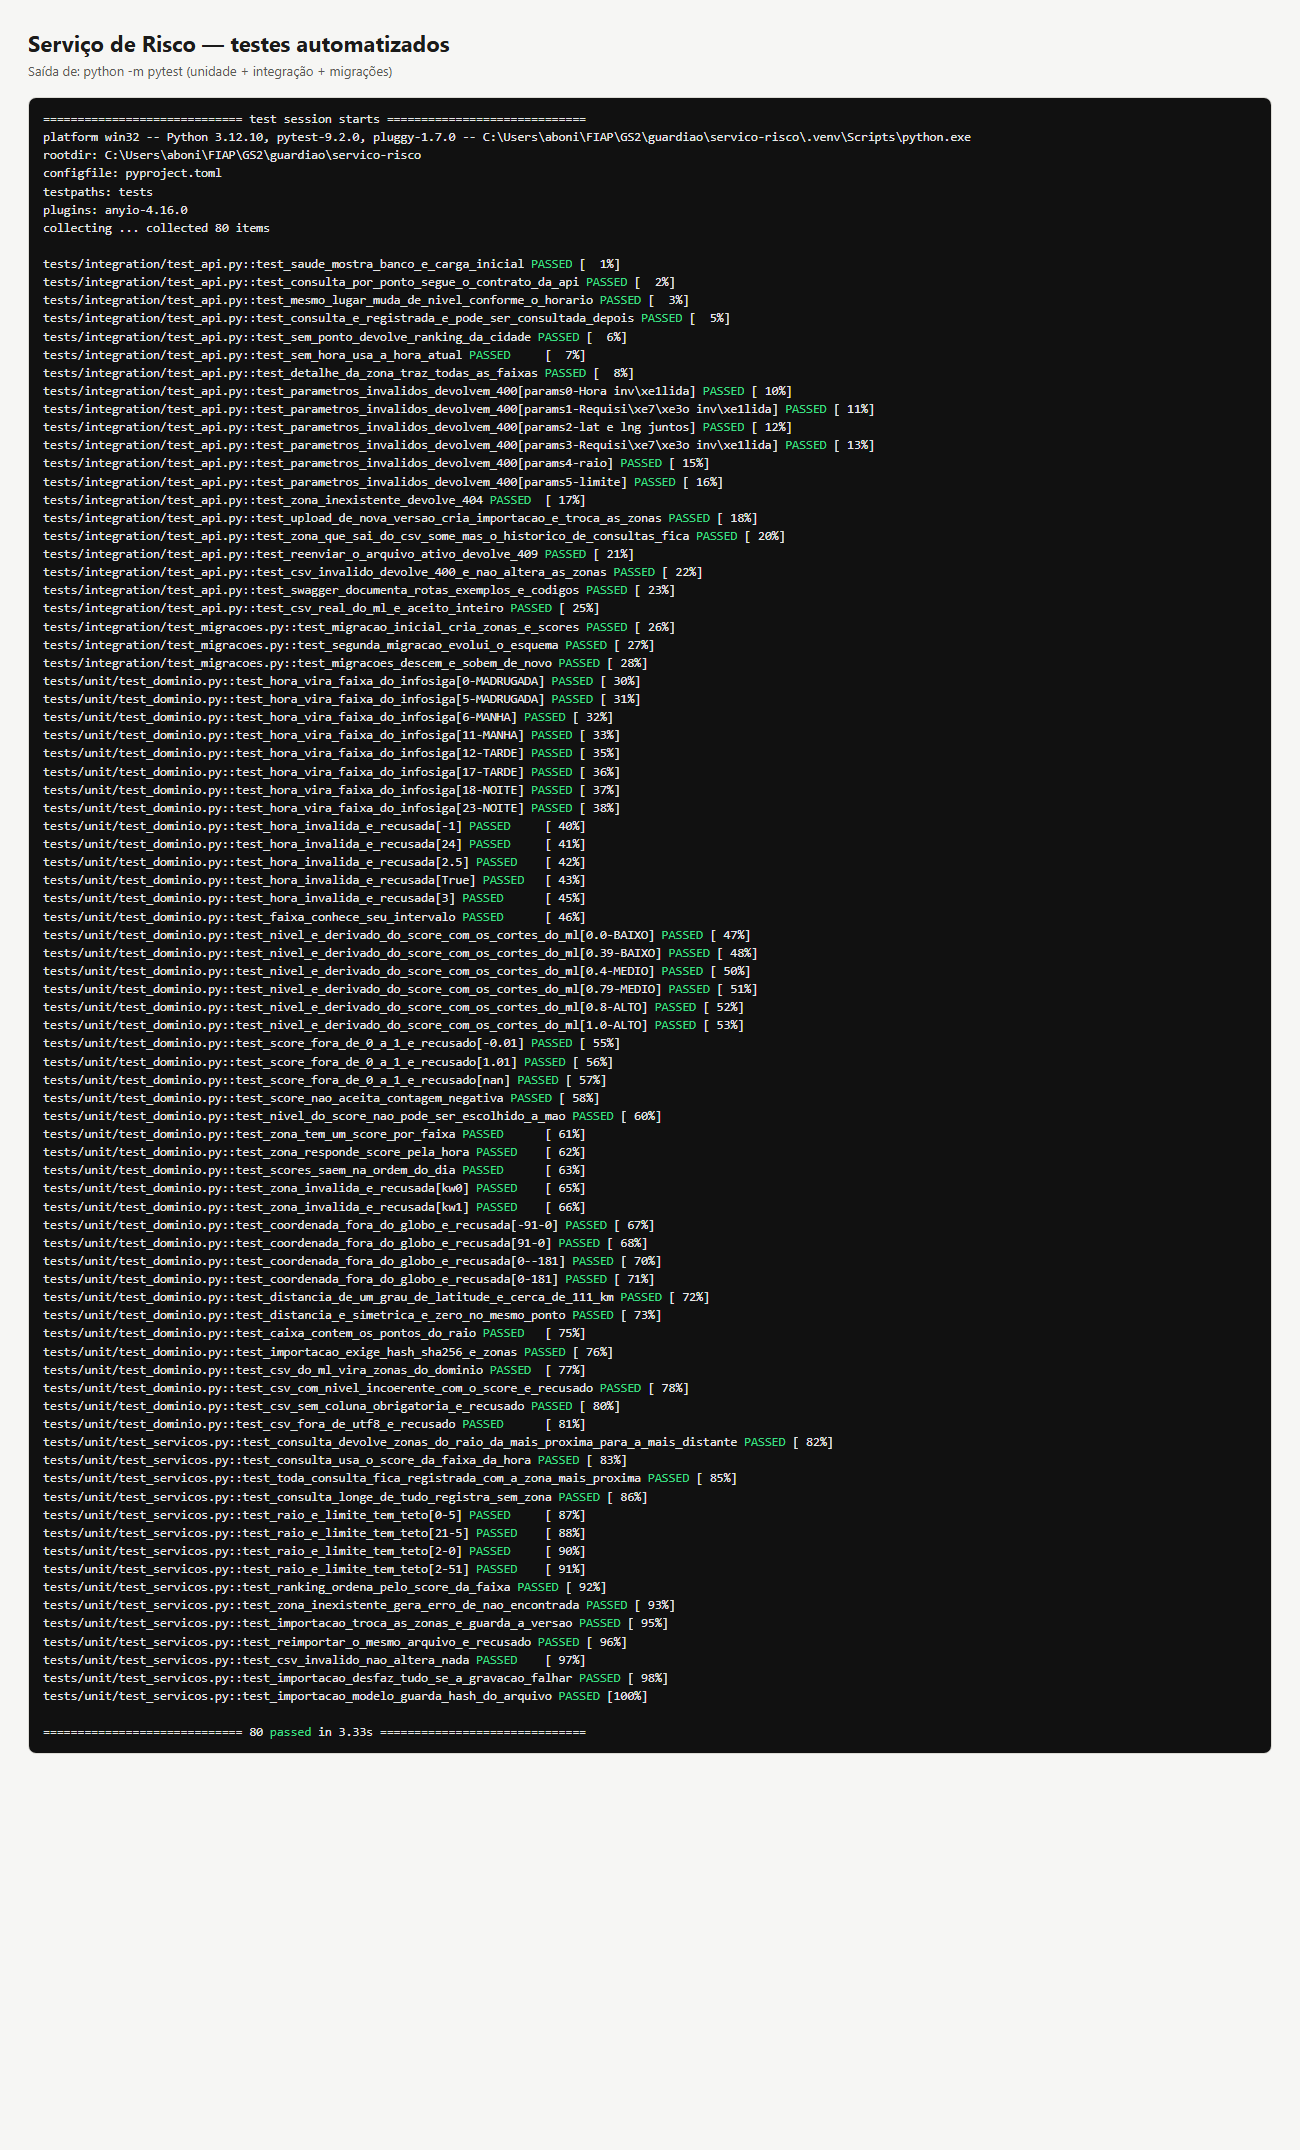 Serviço de Risco — testes automatizados
Saída de: python -m pytest (unidade + integração + migrações)
============================= test session starts =============================
platform win32 -- Python 3.12.10, pytest-9.2.0, pluggy-1.7.0 -- C:\Users\aboni\FIAP\GS2\guardiao\servico-risco\.venv\Scripts\python.exe
rootdir: C:\Users\aboni\FIAP\GS2\guardiao\servico-risco
configfile: pyproject.toml
testpaths: tests
plugins: anyio-4.16.0
collecting ... collected 80 items
tests/integration/test_api.py::test_saude_mostra_banco_e_carga_inicial PASSED [  1%]
tests/integration/test_api.py::test_consulta_por_ponto_segue_o_contrato_da_api PASSED [  2%]
tests/integration/test_api.py::test_mesmo_lugar_muda_de_nivel_conforme_o_horario PASSED [  3%]
tests/integration/test_api.py::test_consulta_e_registrada_e_pode_ser_consultada_depois PASSED [  5%]
tests/integration/test_api.py::test_sem_ponto_devolve_ranking_da_cidade PASSED [  6%]
tests/integration/test_api.py::test_sem_hora_usa_a_hora_atual PASSED     [  7%]
tests/integration/test_api.py::test_detalhe_da_zona_traz_todas_as_faixas PASSED [  8%]
tests/integration/test_api.py::test_parametros_invalidos_devolvem_400[params0-Hora inv\xe1lida] PASSED [ 10%]
tests/integration/test_api.py::test_parametros_invalidos_devolvem_400[params1-Requisi\xe7\xe3o inv\xe1lida] PASSED [ 11%]
tests/integration/test_api.py::test_parametros_invalidos_devolvem_400[params2-lat e lng juntos] PASSED [ 12%]
tests/integration/test_api.py::test_parametros_invalidos_devolvem_400[params3-Requisi\xe7\xe3o inv\xe1lida] PASSED [ 13%]
tests/integration/test_api.py::test_parametros_invalidos_devolvem_400[params4-raio] PASSED [ 15%]
tests/integration/test_api.py::test_parametros_invalidos_devolvem_400[params5-limite] PASSED [ 16%]
tests/integration/test_api.py::test_zona_inexistente_devolve_404 PASSED  [ 17%]
tests/integration/test_api.py::test_upload_de_nova_versao_cria_importacao_e_troca_as_zonas PASSED [ 18%]
tests/integration/test_api.py::test_zona_que_sai_do_csv_some_mas_o_historico_de_consultas_fica PASSED [ 20%]
tests/integration/test_api.py::test_reenviar_o_arquivo_ativo_devolve_409 PASSED [ 21%]
tests/integration/test_api.py::test_csv_invalido_devolve_400_e_nao_altera_as_zonas PASSED [ 22%]
tests/integration/test_api.py::test_swagger_documenta_rotas_exemplos_e_codigos PASSED [ 23%]
tests/integration/test_api.py::test_csv_real_do_ml_e_aceito_inteiro PASSED [ 25%]
tests/integration/test_migracoes.py::test_migracao_inicial_cria_zonas_e_scores PASSED [ 26%]
tests/integration/test_migracoes.py::test_segunda_migracao_evolui_o_esquema PASSED [ 27%]
tests/integration/test_migracoes.py::test_migracoes_descem_e_sobem_de_novo PASSED [ 28%]
tests/unit/test_dominio.py::test_hora_vira_faixa_do_infosiga[0-MADRUGADA] PASSED [ 30%]
tests/unit/test_dominio.py::test_hora_vira_faixa_do_infosiga[5-MADRUGADA] PASSED [ 31%]
tests/unit/test_dominio.py::test_hora_vira_faixa_do_infosiga[6-MANHA] PASSED [ 32%]
tests/unit/test_dominio.py::test_hora_vira_faixa_do_infosiga[11-MANHA] PASSED [ 33%]
tests/unit/test_dominio.py::test_hora_vira_faixa_do_infosiga[12-TARDE] PASSED [ 35%]
tests/unit/test_dominio.py::test_hora_vira_faixa_do_infosiga[17-TARDE] PASSED [ 36%]
tests/unit/test_dominio.py::test_hora_vira_faixa_do_infosiga[18-NOITE] PASSED [ 37%]
tests/unit/test_dominio.py::test_hora_vira_faixa_do_infosiga[23-NOITE] PASSED [ 38%]
tests/unit/test_dominio.py::test_hora_invalida_e_recusada[-1] PASSED     [ 40%]
tests/unit/test_dominio.py::test_hora_invalida_e_recusada[24] PASSED     [ 41%]
tests/unit/test_dominio.py::test_hora_invalida_e_recusada[2.5] PASSED    [ 42%]
tests/unit/test_dominio.py::test_hora_invalida_e_recusada[True] PASSED   [ 43%]
tests/unit/test_dominio.py::test_hora_invalida_e_recusada[3] PASSED      [ 45%]
tests/unit/test_dominio.py::test_faixa_conhece_seu_intervalo PASSED      [ 46%]
tests/unit/test_dominio.py::test_nivel_e_derivado_do_score_com_os_cortes_do_ml[0.0-BAIXO] PASSED [ 47%]
tests/unit/test_dominio.py::test_nivel_e_derivado_do_score_com_os_cortes_do_ml[0.39-BAIXO] PASSED [ 48%]
tests/unit/test_dominio.py::test_nivel_e_derivado_do_score_com_os_cortes_do_ml[0.4-MEDIO] PASSED [ 50%]
tests/unit/test_dominio.py::test_nivel_e_derivado_do_score_com_os_cortes_do_ml[0.79-MEDIO] PASSED [ 51%]
tests/unit/test_dominio.py::test_nivel_e_derivado_do_score_com_os_cortes_do_ml[0.8-ALTO] PASSED [ 52%]
tests/unit/test_dominio.py::test_nivel_e_derivado_do_score_com_os_cortes_do_ml[1.0-ALTO] PASSED [ 53%]
tests/unit/test_dominio.py::test_score_fora_de_0_a_1_e_recusado[-0.01] PASSED [ 55%]
tests/unit/test_dominio.py::test_score_fora_de_0_a_1_e_recusado[1.01] PASSED [ 56%]
tests/unit/test_dominio.py::test_score_fora_de_0_a_1_e_recusado[nan] PASSED [ 57%]
tests/unit/test_dominio.py::test_score_nao_aceita_contagem_negativa PASSED [ 58%]
tests/unit/test_dominio.py::test_nivel_do_score_nao_pode_ser_escolhido_a_mao PASSED [ 60%]
tests/unit/test_dominio.py::test_zona_tem_um_score_por_faixa PASSED      [ 61%]
tests/unit/test_dominio.py::test_zona_responde_score_pela_hora PASSED    [ 62%]
tests/unit/test_dominio.py::test_scores_saem_na_ordem_do_dia PASSED      [ 63%]
tests/unit/test_dominio.py::test_zona_invalida_e_recusada[kw0] PASSED    [ 65%]
tests/unit/test_dominio.py::test_zona_invalida_e_recusada[kw1] PASSED    [ 66%]
tests/unit/test_dominio.py::test_coordenada_fora_do_globo_e_recusada[-91-0] PASSED [ 67%]
tests/unit/test_dominio.py::test_coordenada_fora_do_globo_e_recusada[91-0] PASSED [ 68%]
tests/unit/test_dominio.py::test_coordenada_fora_do_globo_e_recusada[0--181] PASSED [ 70%]
tests/unit/test_dominio.py::test_coordenada_fora_do_globo_e_recusada[0-181] PASSED [ 71%]
tests/unit/test_dominio.py::test_distancia_de_um_grau_de_latitude_e_cerca_de_111_km PASSED [ 72%]
tests/unit/test_dominio.py::test_distancia_e_simetrica_e_zero_no_mesmo_ponto PASSED [ 73%]
tests/unit/test_dominio.py::test_caixa_contem_os_pontos_do_raio PASSED   [ 75%]
tests/unit/test_dominio.py::test_importacao_exige_hash_sha256_e_zonas PASSED [ 76%]
tests/unit/test_dominio.py::test_csv_do_ml_vira_zonas_do_dominio PASSED  [ 77%]
tests/unit/test_dominio.py::test_csv_com_nivel_incoerente_com_o_score_e_recusado PASSED [ 78%]
tests/unit/test_dominio.py::test_csv_sem_coluna_obrigatoria_e_recusado PASSED [ 80%]
tests/unit/test_dominio.py::test_csv_fora_de_utf8_e_recusado PASSED      [ 81%]
tests/unit/test_servicos.py::test_consulta_devolve_zonas_do_raio_da_mais_proxima_para_a_mais_distante PASSED [ 82%]
tests/unit/test_servicos.py::test_consulta_usa_o_score_da_faixa_da_hora PASSED [ 83%]
tests/unit/test_servicos.py::test_toda_consulta_fica_registrada_com_a_zona_mais_proxima PASSED [ 85%]
tests/unit/test_servicos.py::test_consulta_longe_de_tudo_registra_sem_zona PASSED [ 86%]
tests/unit/test_servicos.py::test_raio_e_limite_tem_teto[0-5] PASSED     [ 87%]
tests/unit/test_servicos.py::test_raio_e_limite_tem_teto[21-5] PASSED    [ 88%]
tests/unit/test_servicos.py::test_raio_e_limite_tem_teto[2-0] PASSED     [ 90%]
tests/unit/test_servicos.py::test_raio_e_limite_tem_teto[2-51] PASSED    [ 91%]
tests/unit/test_servicos.py::test_ranking_ordena_pelo_score_da_faixa PASSED [ 92%]
tests/unit/test_servicos.py::test_zona_inexistente_gera_erro_de_nao_encontrada PASSED [ 93%]
tests/unit/test_servicos.py::test_importacao_troca_as_zonas_e_guarda_a_versao PASSED [ 95%]
tests/unit/test_servicos.py::test_reimportar_o_mesmo_arquivo_e_recusado PASSED [ 96%]
tests/unit/test_servicos.py::test_csv_invalido_nao_altera_nada PASSED    [ 97%]
tests/unit/test_servicos.py::test_importacao_desfaz_tudo_se_a_gravacao_falhar PASSED [ 98%]
tests/unit/test_servicos.py::test_importacao_modelo_guarda_hash_do_arquivo PASSED [100%]
============================= 80 passed in 3.33s ==============================